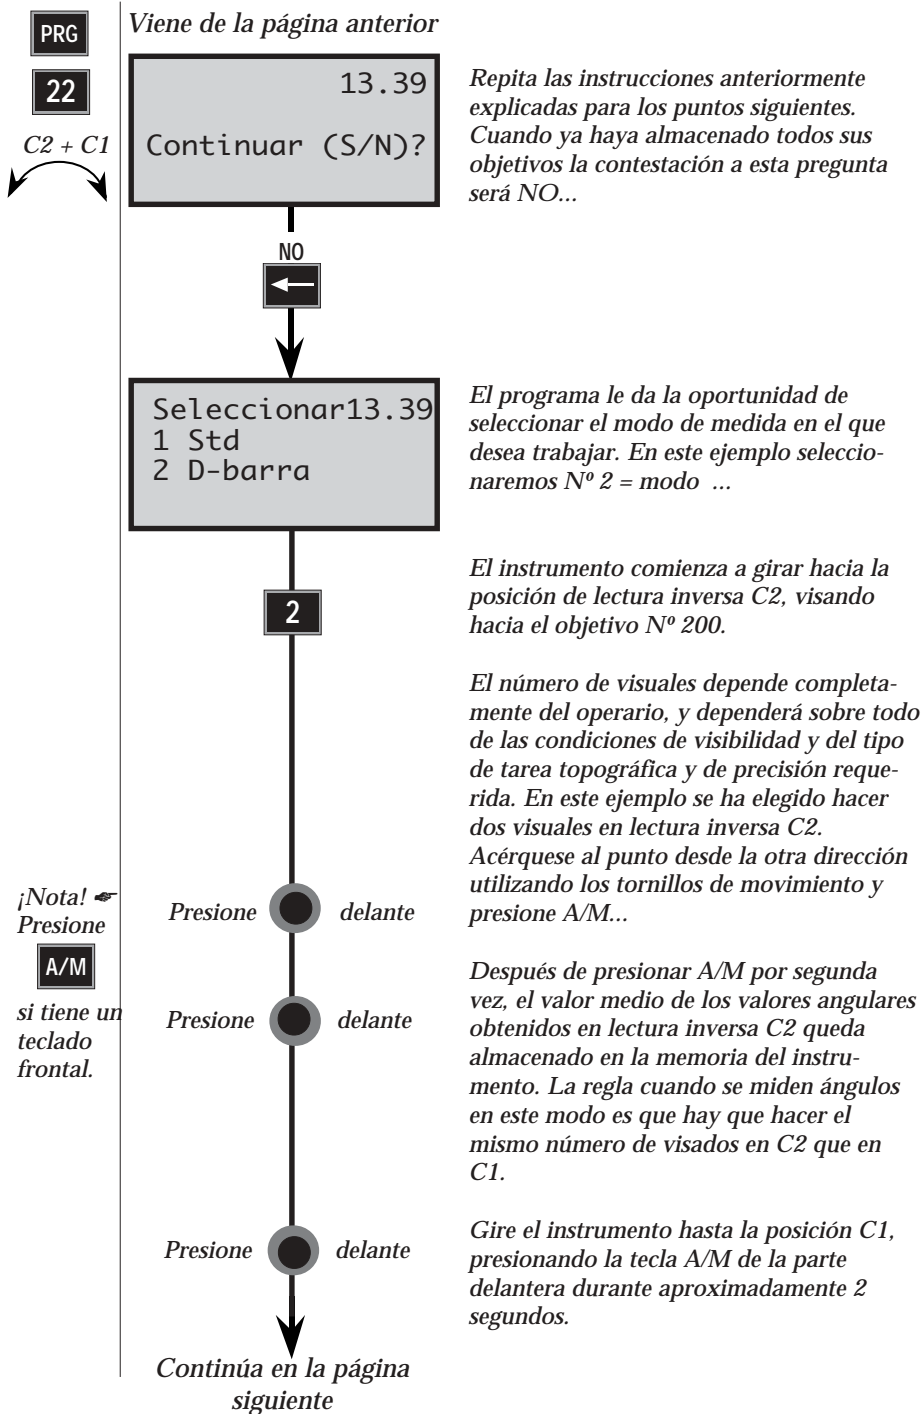 PRG
22
C2 + C1
Viene de la página anterior
13.39
Continuar (S/N)?
Repita las instrucciones anteriormente
explicadas para los puntos siguientes.
Cuando ya haya almacenado todos sus
objetivos la contestación a esta pregunta
será NO...
NO
Seleccionar13.39
1 Std
2 D-barra
El programa le da la oportunidad de
seleccionar el modo de medida en el que
desea trabajar. En este ejemplo seleccio-
naremos Nº 2 = modo ...
2
El instrumento comienza a girar hacia la
posición de lectura inversa C2, visando
hacia el objetivo Nº 200.
El número de visuales depende completa-
mente del operario, y dependerá sobre todo
de las condiciones de visibilidad y del tipo
de tarea topográfica y de precisión reque-
rida. En este ejemplo se ha elegido hacer
dos visuales en lectura inversa C2.
Acérquese al punto desde la otra dirección
utilizando los tornillos de movimiento y
presione A/M...
¡Nota! ☛
Presione
A/M
si tiene un
teclado
frontal.
Presione delante
Presione delante
Después de presionar A/M por segunda
vez, el valor medio de los valores angulares
obtenidos en lectura inversa C2 queda
almacenado en la memoria del instru-
mento. La regla cuando se miden ángulos
en este modo es que hay que hacer el
mismo número de visados en C2 que en
C1.
Presione delante
Gire el instrumento hasta la posición C1,
presionando la tecla A/M de la parte
delantera durante aproximadamente 2
segundos.
Continúa en la página
siguiente